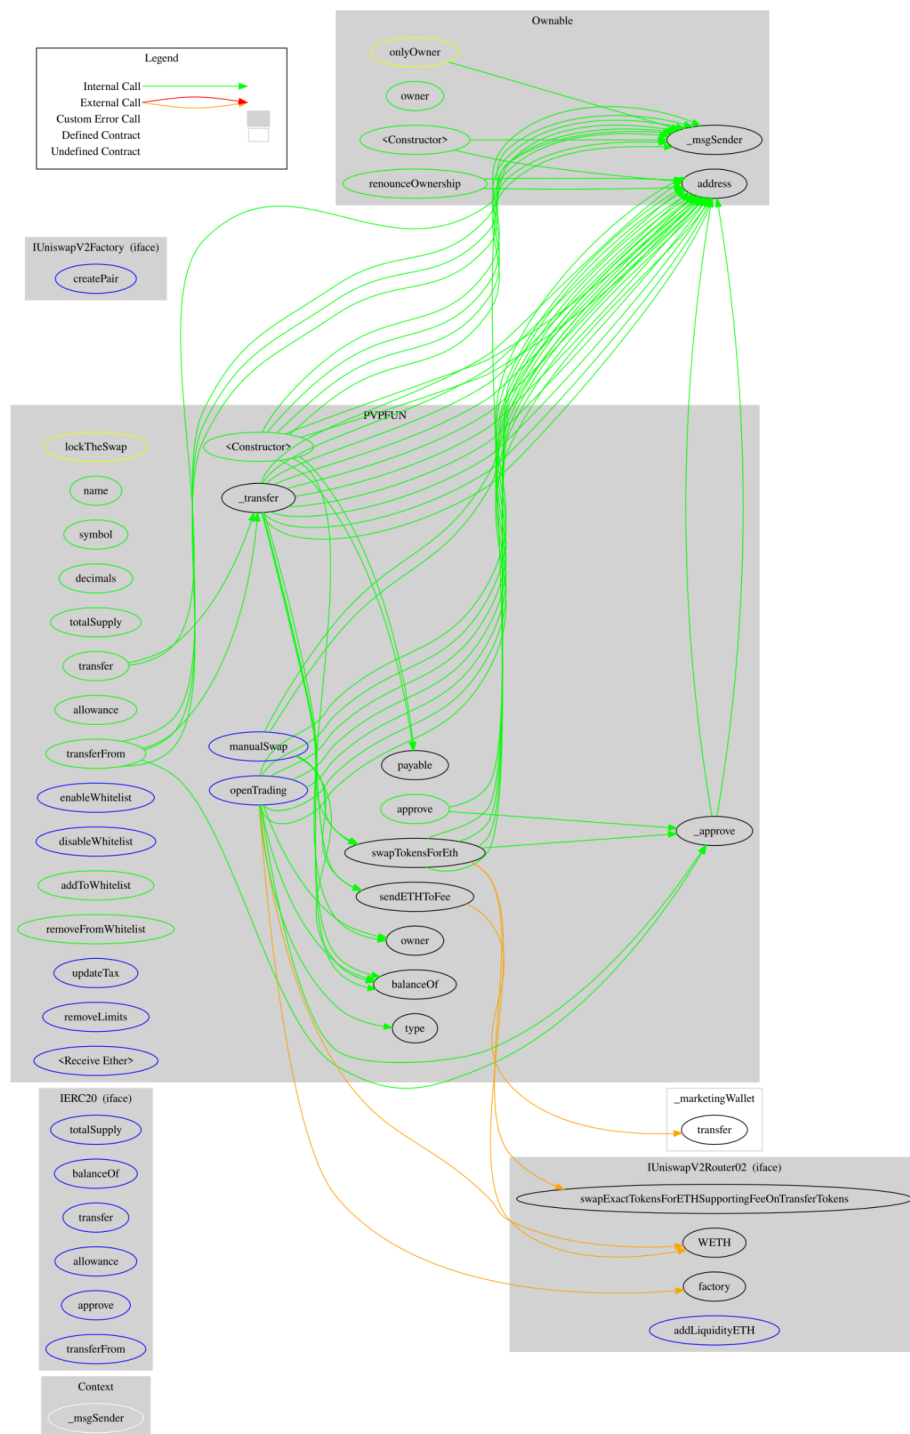 Legend
Internal Call
External Call
Custom Error Call
Defined Contract
Undefined Contract
Ownable
onlyOwner
owner
<Constructor>
_msgSender
renounceOwnership
address
IUniswapV2Factory (iface)
createPair
PVPFUN
lockTheSwap
<Constructor>
name
_transfer
symbol
decimals
totalSupply
transfer
allowance
transferFrom
manualSwap
payable
enableWhitelist
openTrading
approve
disableWhitelist
swapTokensForEth
_approve
addToWhitelist
sendETHToFee
removeFromWhitelist
owner
updateTax
balanceOf
removeLimits
type
<Receive Ether>
IERC20 (iface)
totalSupply
balanceOf
transfer
allowance
approve
transferFrom
_marketingWallet
transfer
IUniswapV2Router02 (iface)
swapExactTokensForETHSupportingFeeOnTransferTokens
WETH
factory
addLiquidityETH
Context
_msgSender